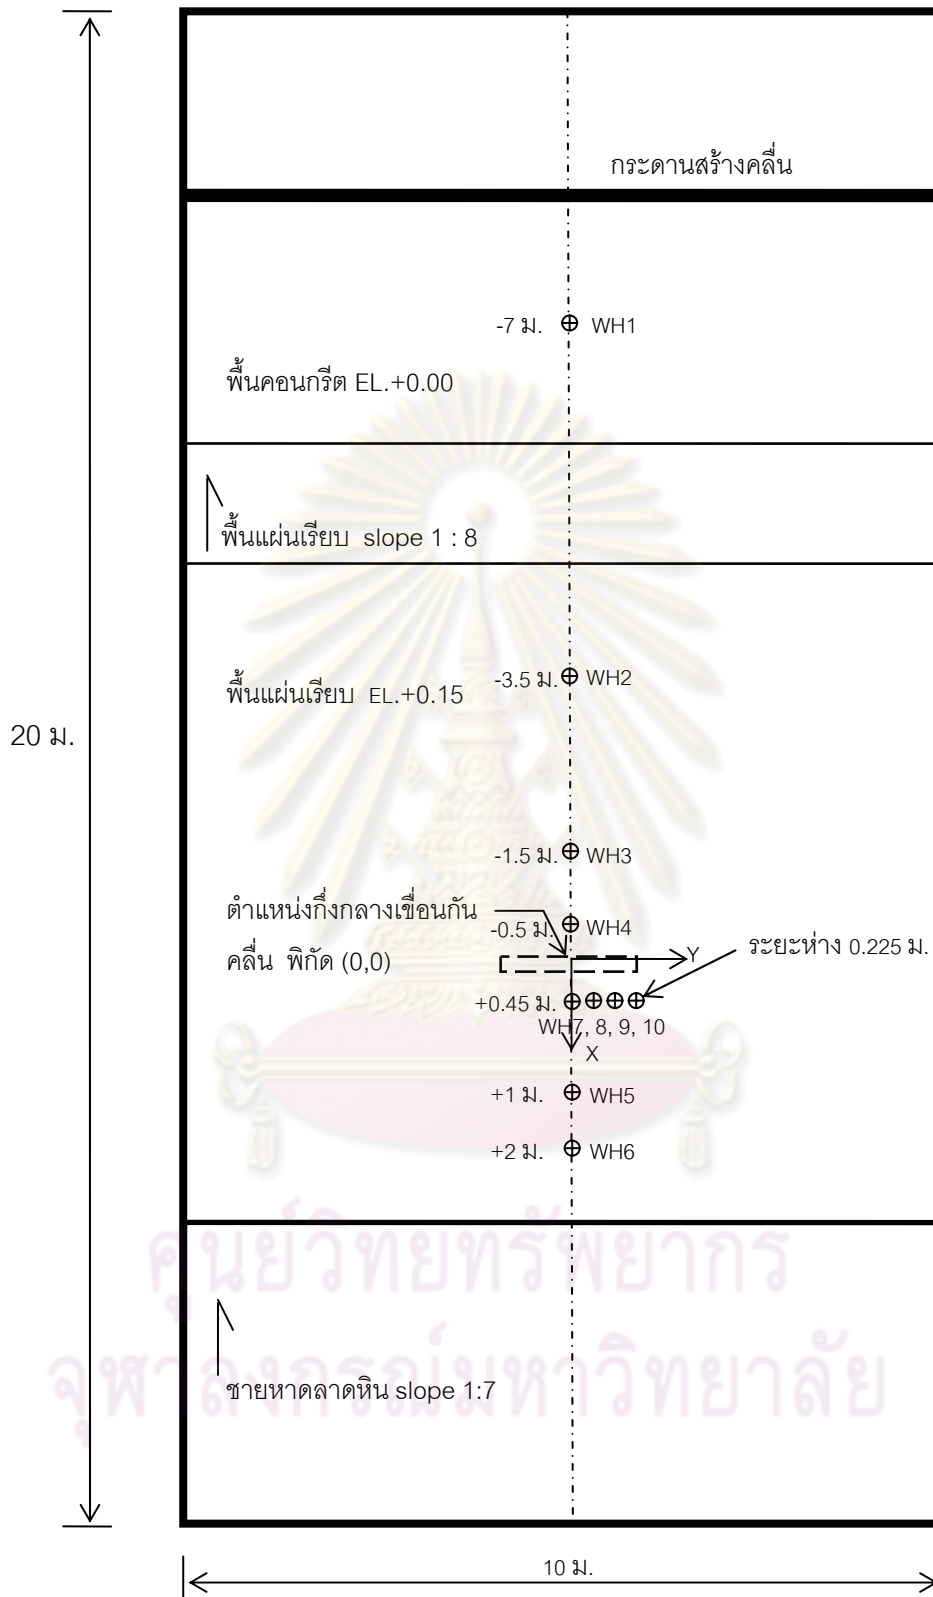 กระดานสร้างคลื่น
-7 ม. WH1
พื้นคอนกรีต EL.+0.00
พื้นแผ่นเรียบ slope 1 : 8
-3.5 ม. WH2
พื้นแผ่นเรียบ EL.+0.15
20 ม.
-1.5 ม. WH3
ตำแหน่งกึ่งกลางเขื่อนกัน
คลื่น พิกัด (0,0)
-0.5 ม. WH4
Y
ระยะห่าง 0.225 ม.
+0.45 ม.
WH7, 8, 9, 10
X
+1 ม. WH5
+2 ม. WH6
ศูนย์วิทยทรัพยากร
จุฬาลงกรณ์มหาวิทยาลัย
ชายหาดลาดหิน slope 1:7
10 ม.